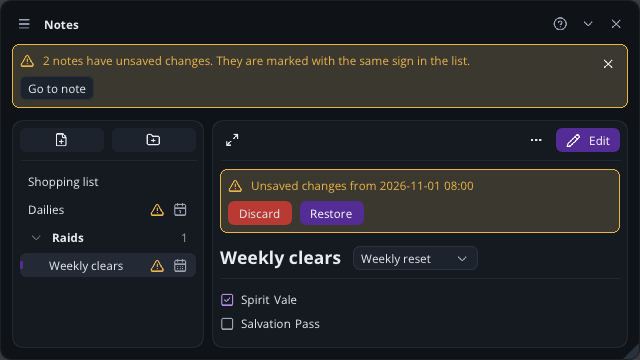 Notes
2 notes have unsaved changes. They are marked with the same sign in the list.
Go to note
Edit
Shopping list
Dailies
Raids 1
Weekly clears
Unsaved changes from 2026-11-01 08:00
Discard Restore
Weekly clears Weekly reset
Spirit Vale
Salvation Pass